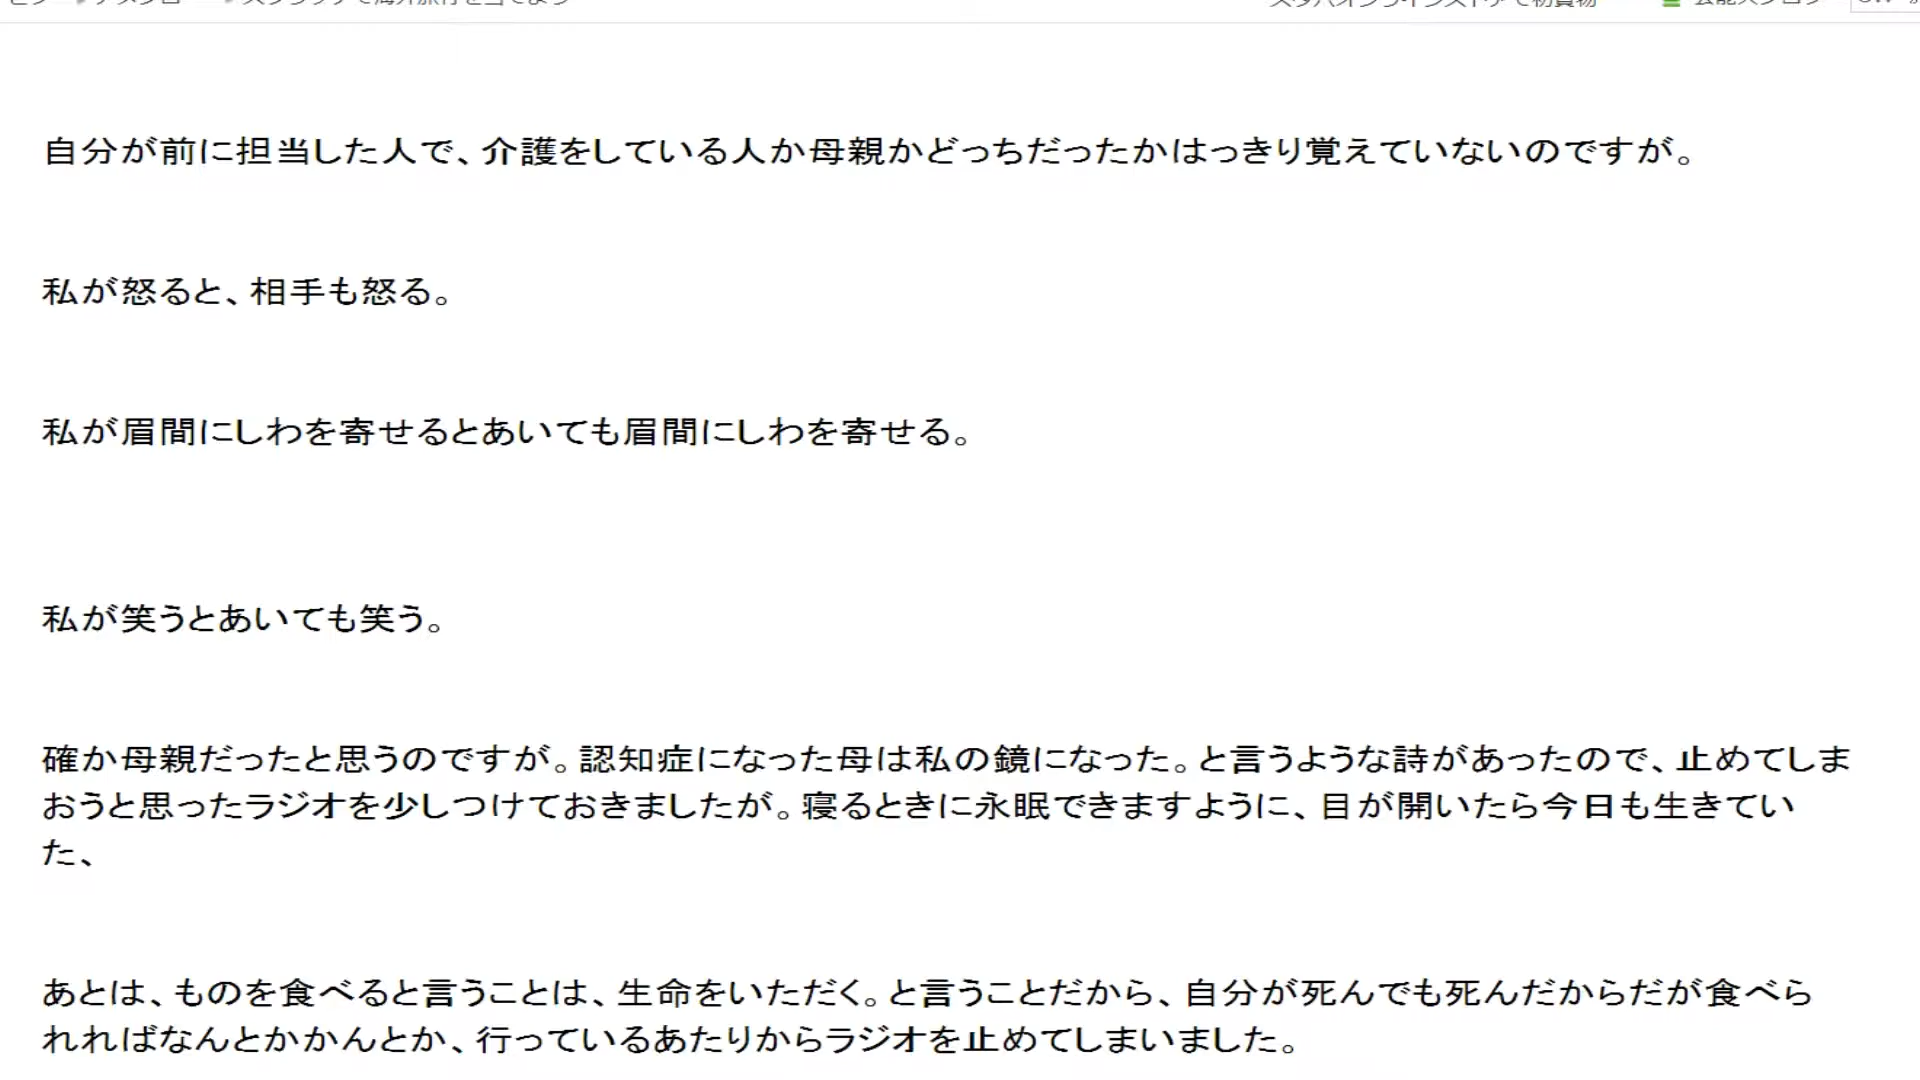 自分が前に担当した人で、介護をしている人か母親かどっちだったかはっきり覚えていないのですが。
私が怒ると、相手も怒る。
私が眉間にしわを寄せるとあいても眉間にしわを寄せる。
私が笑うとあいても笑う。
確か母親だったと思うのですが。認知症になった母は私の鏡になった。と言うような詩があったので、止めてしま
おうと思ったラジオを少しつけておきましたが。寝るときに永眠できますように、目が開いたら今日も生きてい
た、
あとは、ものを食べると言うことは、生命をいただく。と言うことだから、自分が死んでも死んだからだが食べら
れればなんとかかんとか、行っているあたりからラジオを止めてしまいました。